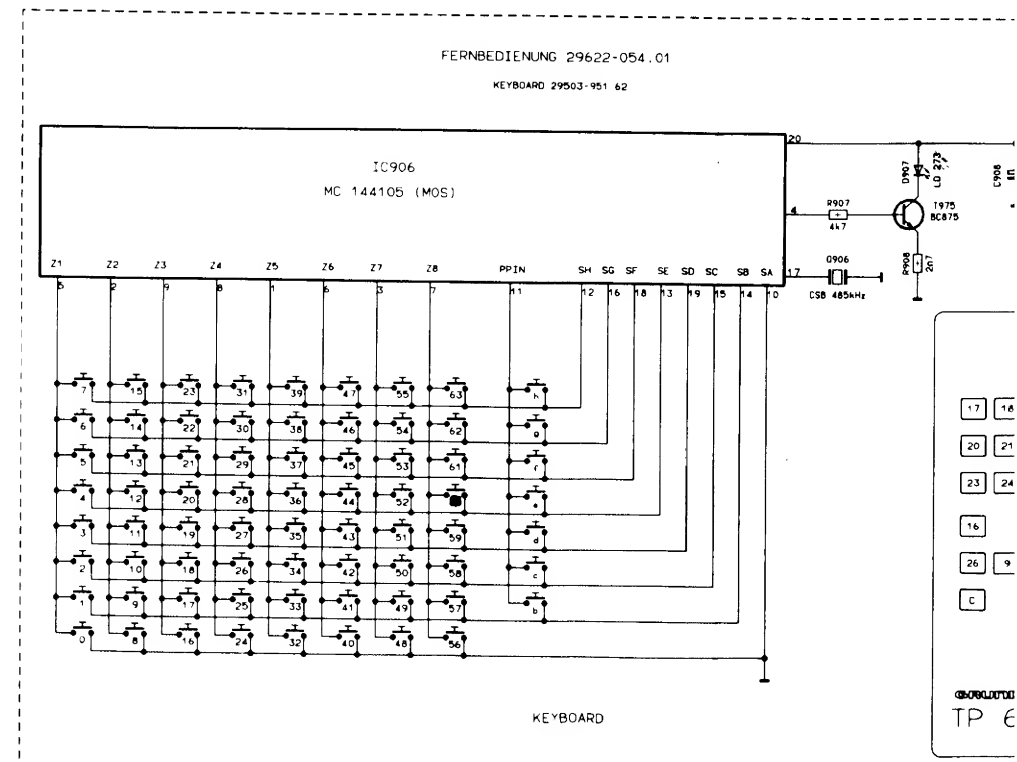 FERNBEDIENUNG 29622-054.01
KEYBOARD 29503-951 62
IC906
MC 144105 (MOS)
20
D907
LD 273
C908
4
R907
4k7
T975
BC875
R908
2n7
17
Q906
CSB 485kHz
Z1 Z2 Z3 Z4 Z5 Z6 Z7 Z8 PPIN SH SG SF SE SD SC SB SA
5 2 9 8 1 6 3 7 11 12 16 18 13 19 15 14 10
7 15 23 31 39 47 55 63 h
6 14 22 30 38 46 54 62 g
5 13 21 29 37 45 53 61 f
4 12 20 28 36 44 52 e
3 11 19 27 35 43 51 59 d
2 10 18 26 34 42 50 58 c
1 9 17 25 33 41 49 57 b
0 8 16 24 32 40 48 56
17 18
20 21
23 24
16
26 9
C
TP 6
KEYBOARD